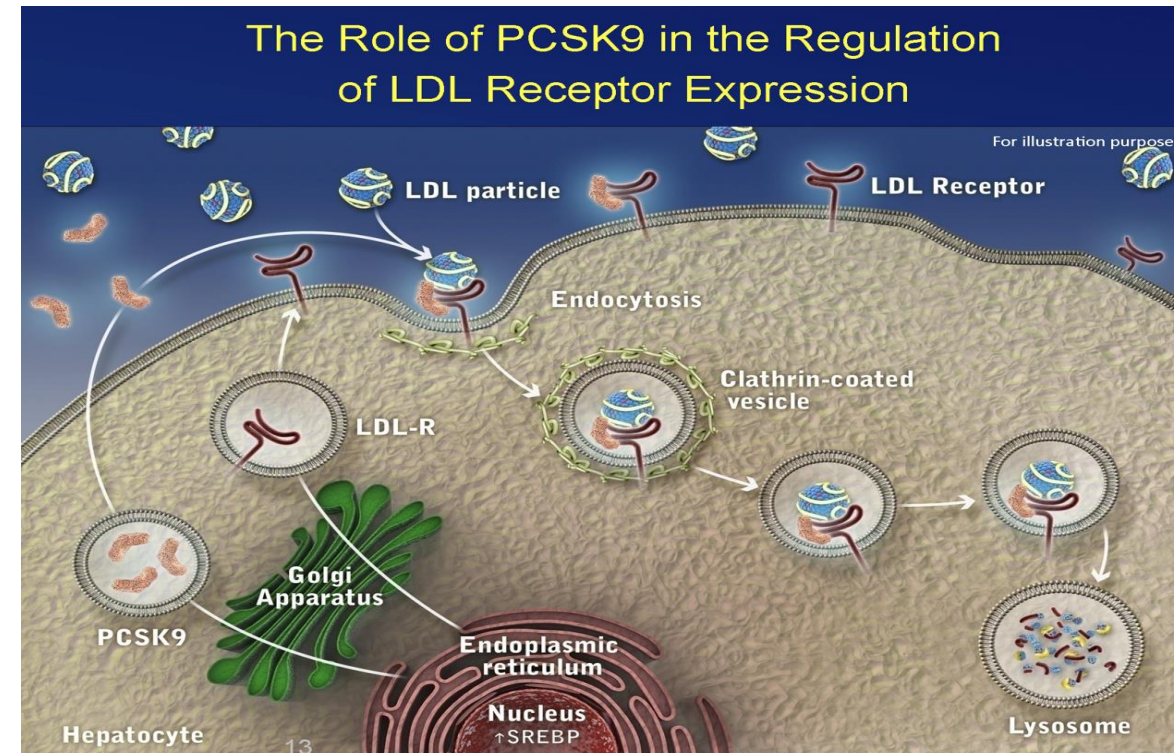 The Role of PCSK9 in the Regulation
of LDL Receptor Expression
For illustration purpose
LDL particle
LDL Receptor
Endocytosis
Clathrin-coated
vesicle
LDL-R
Golgi
Apparatus
PCSK9
Endoplasmic
reticulum
Nucleus
↑SREBP
Lysosome
Hepatocyte
13